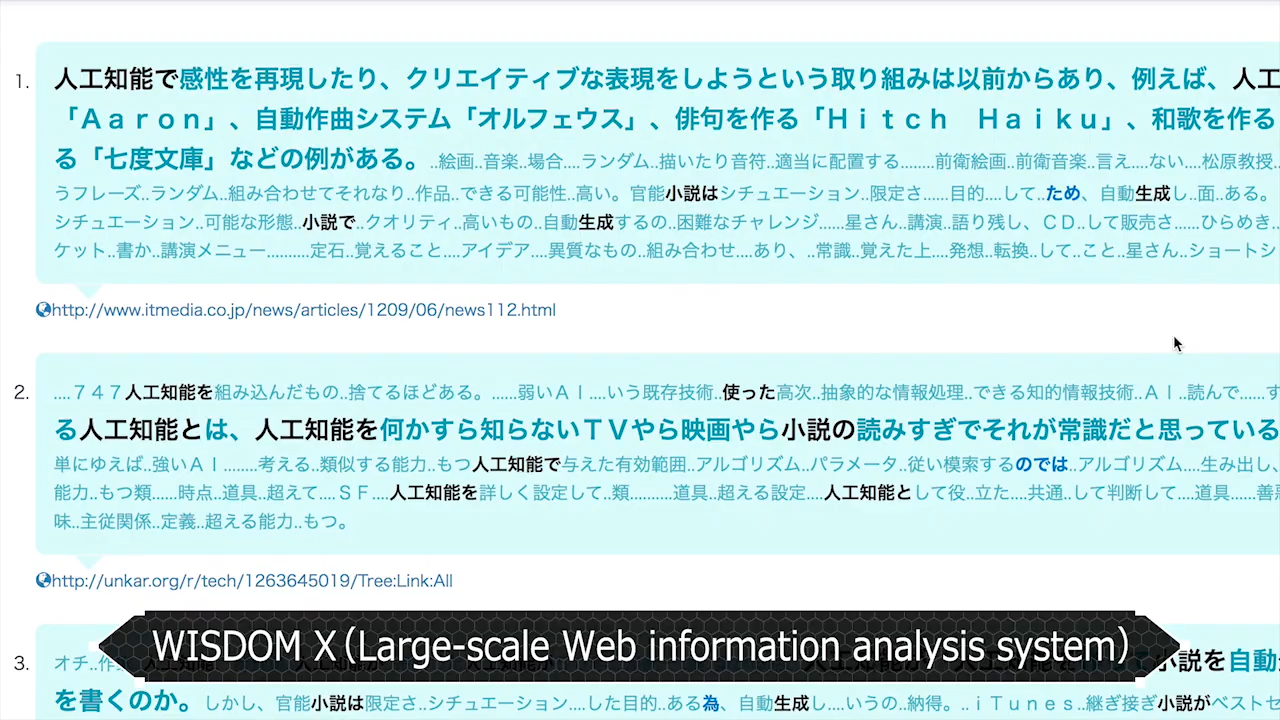 1.
人工知能で感性を再現したり、クリエイティブな表現をしようという取り組みは以前からあり、例えば、人工
「Ａａｒｏｎ」、自動作曲システム「オルフェウス」、俳句を作る「Ｈｉｔｃｈ　Ｈａｉｋｕ」、和歌を作る
る「七度文庫」などの例がある。..絵画..音楽..場合....ランダム..描いたり音符..適当に配置する........前衛絵画..前衛音楽..言え....ない....松原教授.
うフレーズ..ランダム..組み合わせてそれなり..作品..できる可能性..高い。官能小説はシチュエーション..限定さ......目的....して..ため、自動生成し..面..ある。
シチュエーション..可能な形態..小説で..クオリティ..高いもの..自動生成するの..困難なチャレンジ......星さん..講演..語り残し、ＣＤ..して販売さ......ひらめき.
ケット..書か..講演メニュー..........定石..覚えること....アイデア....異質なもの..組み合わせ....あり、..常識..覚えた上....発想..転換..して..こと..星さん..ショートシ
http://www.itmedia.co.jp/news/articles/1209/06/news112.html
2.
....７４７人工知能を組み込んだもの..捨てるほどある。......弱いＡＩ....いう既存技術..使った高次..抽象的な情報処理..できる知的情報技術..ＡＩ..読んで......す
る人工知能とは、人工知能を何かすら知らないＴＶやら映画やら小説の読みすぎでそれが常識だと思っている
単にゆえば..強いＡＩ........考える..類似する能力..もつ人工知能で与えた有効範囲..アルゴリズム..パラメータ..従い模索するのでは..アルゴリズム....生み出し、
能力..もつ類......時点..道具..超えて....ＳＦ....人工知能を詳しく設定して..類..........道具..超える設定....人工知能として役..立た....共通..して判断して....道具......善悪
味..主従関係..定義..超える能力..もつ。
http://unkar.org/r/tech/1263645019/Tree:Link:All
WISDOM X(Large-scale Web information analysis system)
3.
オチ..作 小説を自動
を書くのか。しかし、官能小説は限定さ..シチュエーション....した目的..ある為、自動生成し....いうの..納得。..ｉＴｕｎｅｓ..継ぎ接ぎ小説がベストセ